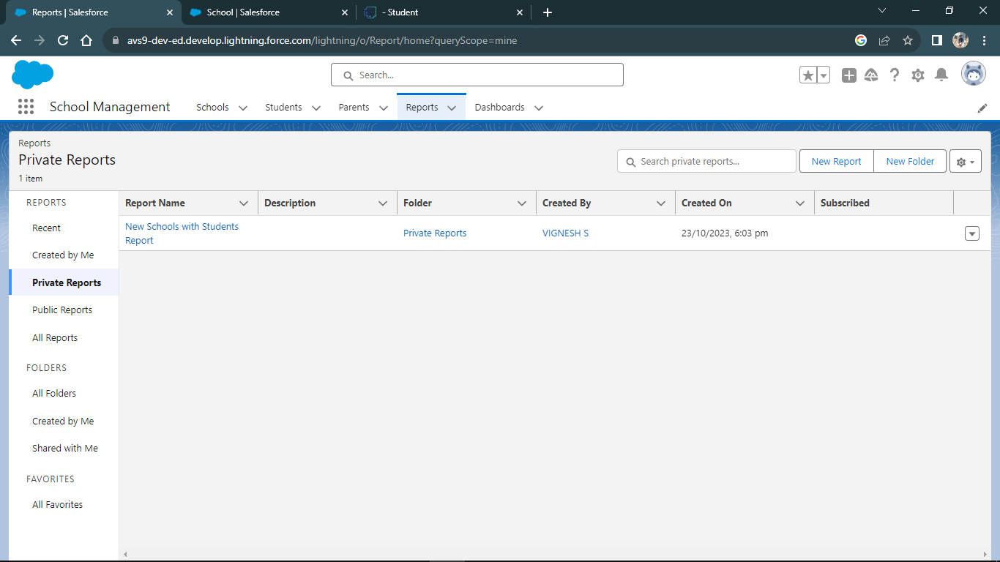 Reports | Salesforce
School | Salesforce
- Student
avs9-dev-ed.develop.lightning.force.com/lightning/o/Report/home?queryScope=mine
Search...
School Management
Schools
Students
Parents
Reports
Dashboards
Reports
Private Reports
1 item
Search private reports...
New Report
New Folder
REPORTS
Recent
Created by Me
Private Reports
Public Reports
All Reports
FOLDERS
All Folders
Created by Me
Shared with Me
FAVORITES
All Favorites
Report Name
Description
Folder
Created By
Created On
Subscribed
New Schools with Students
Report
Private Reports
VIGNESH S
23/10/2023, 6:03 pm